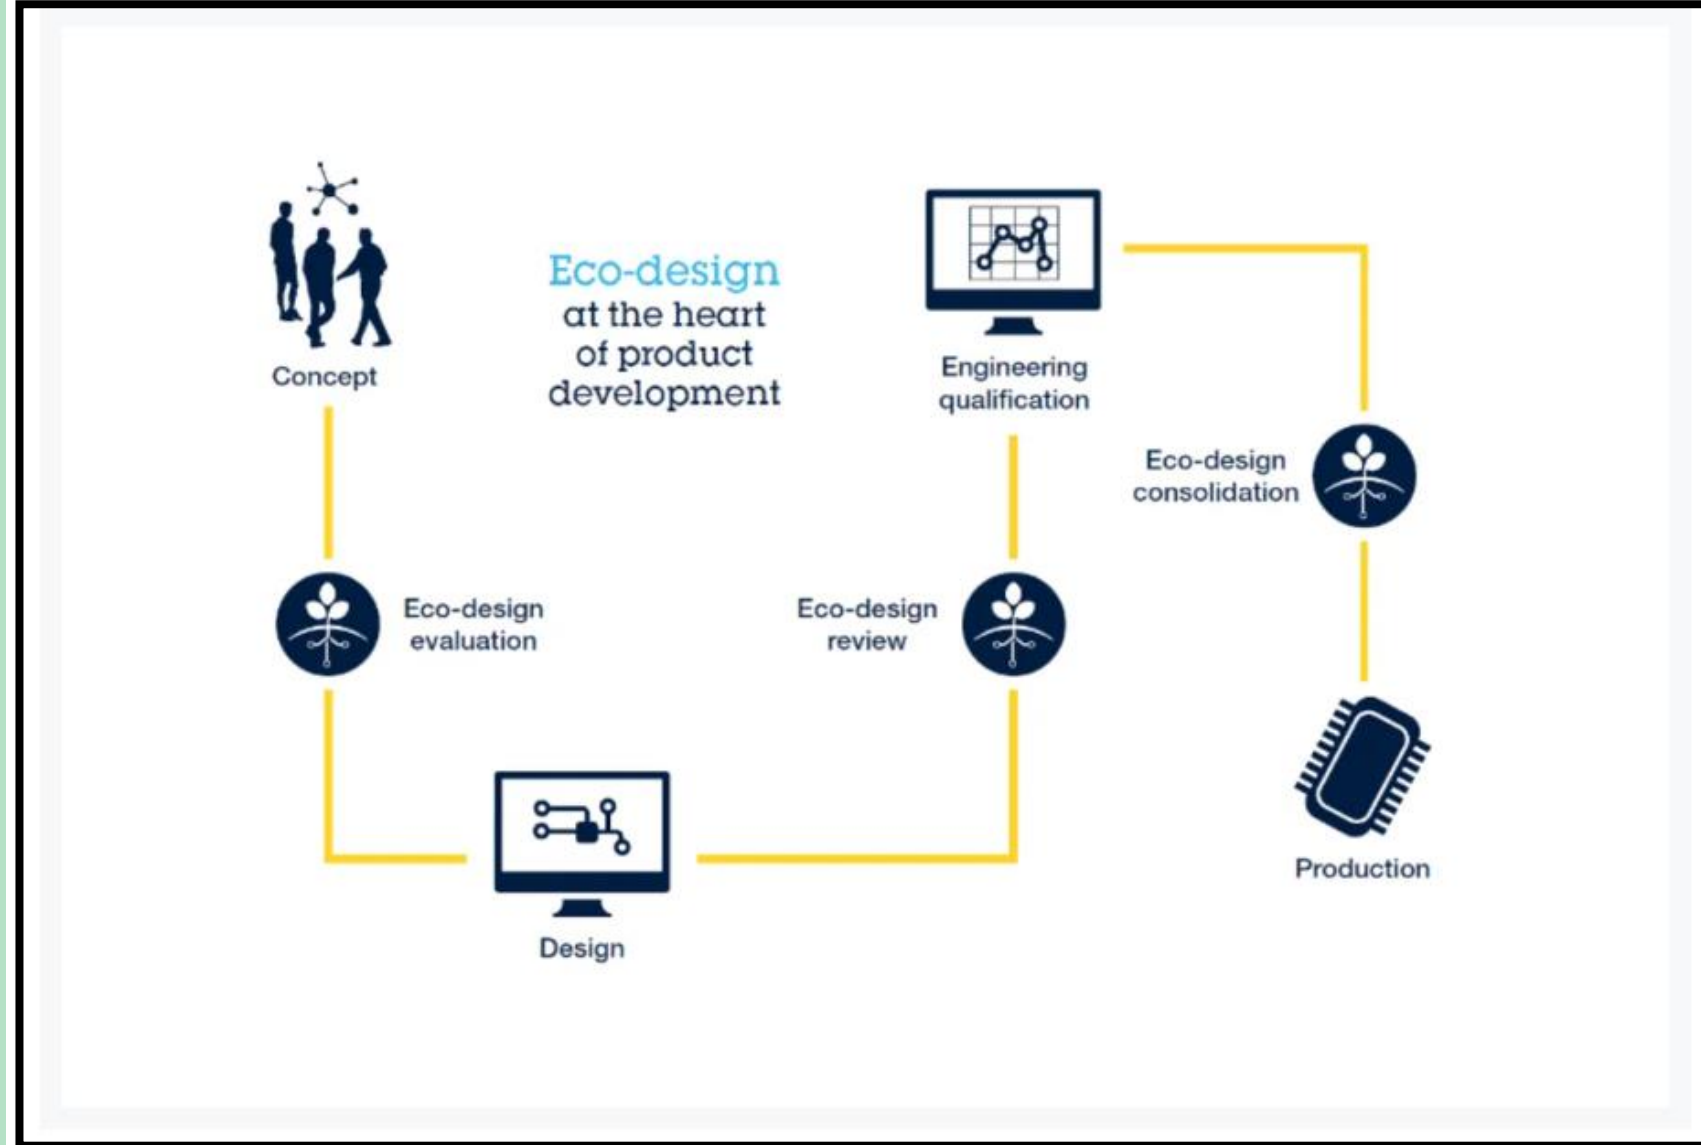 Concept
Eco-design
at the heart
of product
development
Engineering
qualification
Eco-design
consolidation
Eco-design
evaluation
Eco-design
review
Design
Production